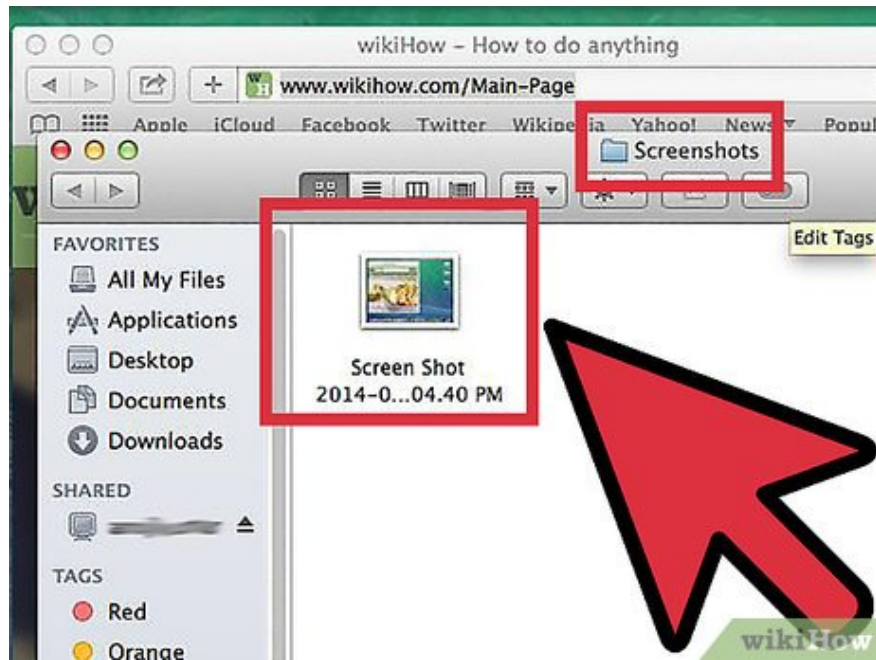 wikiHow – How to do anything
www.wikihow.com/Main-Page
Apple iCloud Facebook Twitter Wikipedia Yahoo! News Popul
Screenshots
Edit Tags
FAVORITES
All My Files
Applications
Desktop
Documents
Downloads
Screen Shot
2014-0...04.40 PM
SHARED
TAGS
Red
Orange
wikiHow